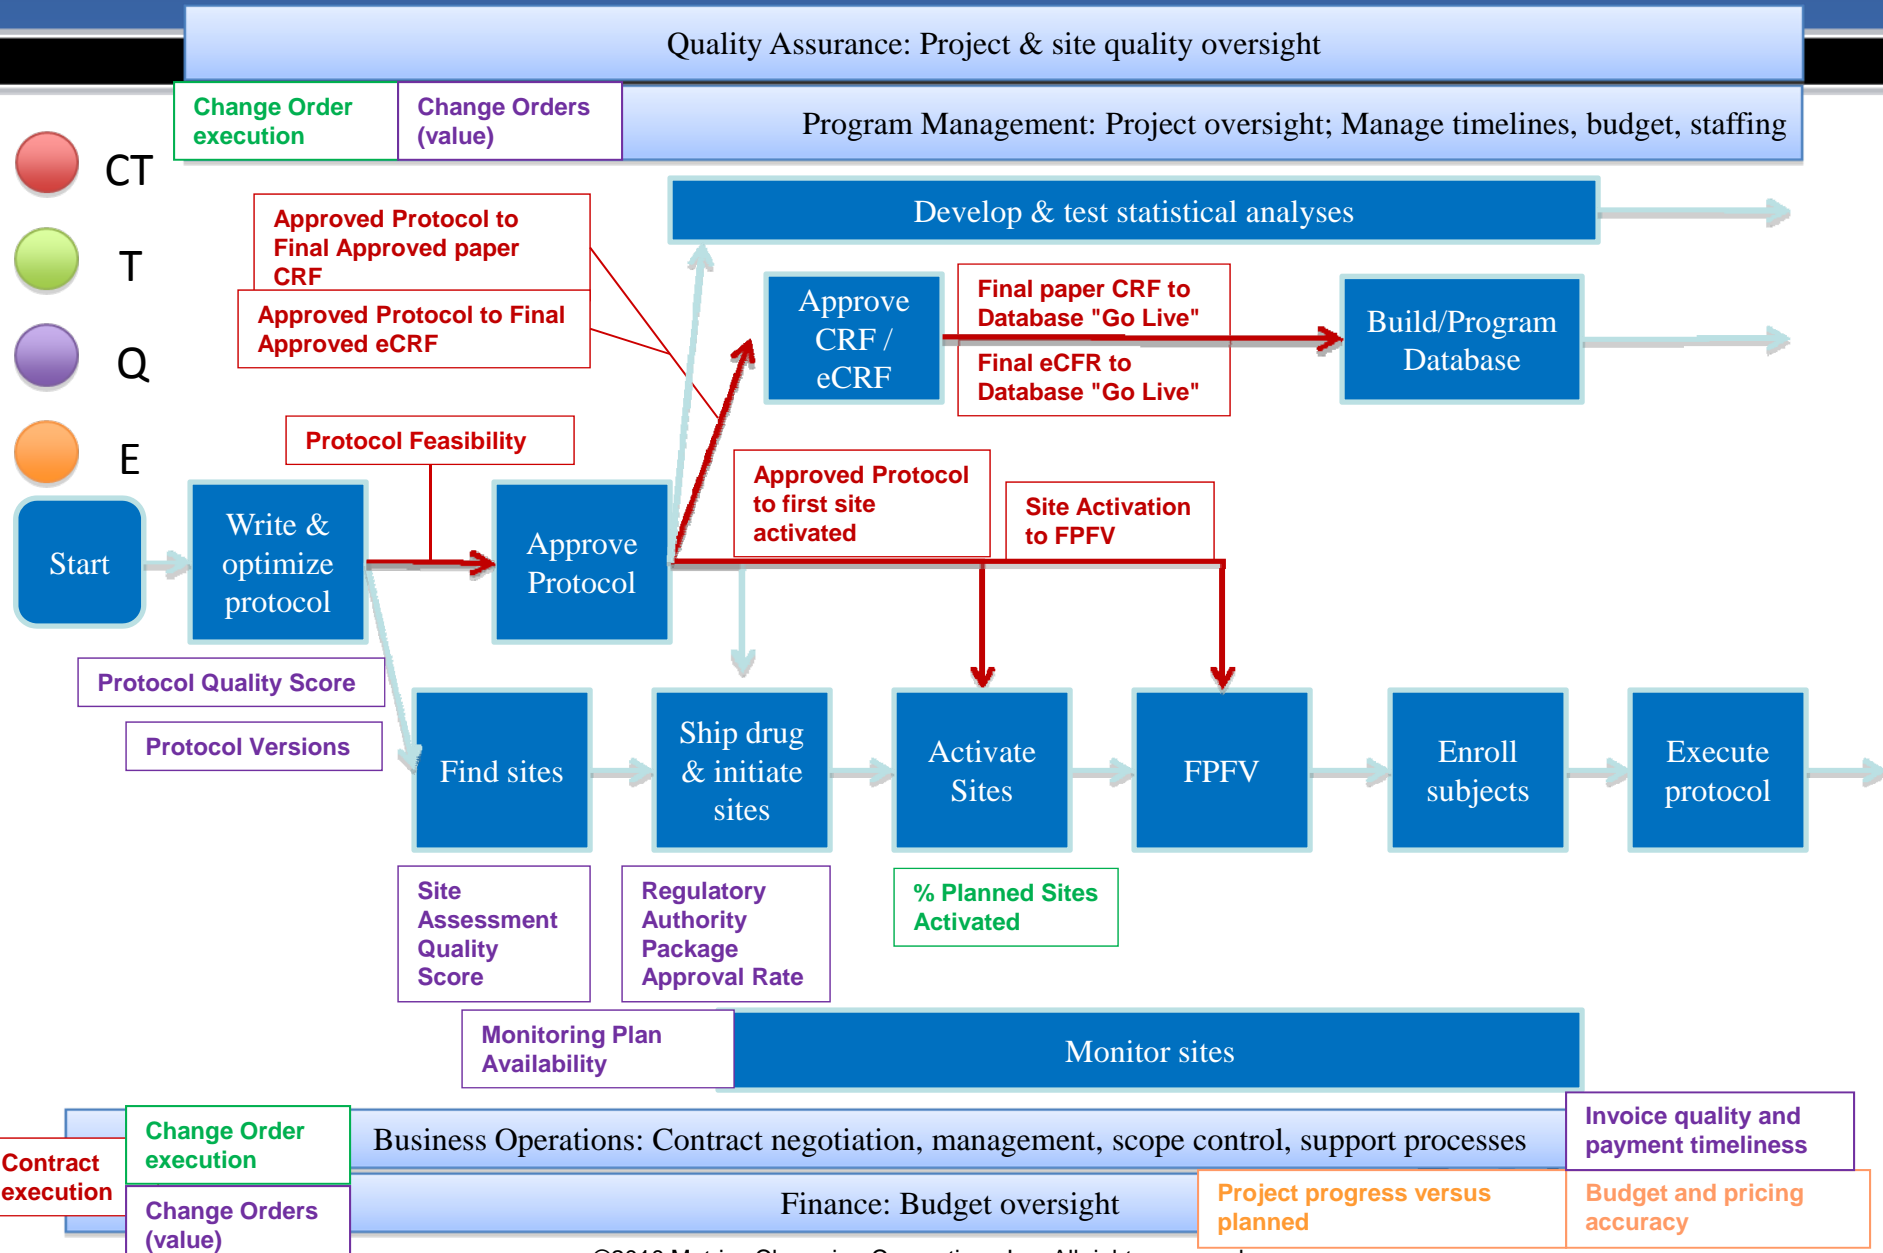 Quality Assurance: Project & site quality oversight
Change Order
execution
Change Orders
(value)
Program Management: Project oversight; Manage timelines, budget, staffing
CT
T
Q
E
Approved Protocol to
Final Approved paper
CRF
Approved Protocol to Final
Approved eCRF
Develop & test statistical analyses
Approve
CRF /
eCRF
Final paper CRF to
Database "Go Live"
Final eCFR to
Database "Go Live"
Build/Program
Database
Protocol Feasibility
Approved Protocol
to first site
activated
Site Activation
to FPFV
Start
Write &
optimize
protocol
Approve
Protocol
Protocol Quality Score
Protocol Versions
Find sites
Ship drug
& initiate
sites
Activate
Sites
FPFV
Enroll
subjects
Execute
protocol
Site
Assessment
Quality
Score
Regulatory
Authority
Package
Approval Rate
% Planned Sites
Activated
Monitoring Plan
Availability
Monitor sites
Contract
execution
Change Order
execution
Business Operations: Contract negotiation, management, scope control, support processes
Invoice quality and
payment timeliness
Change Orders
(value)
Finance: Budget oversight
Project progress versus
planned
Budget and pricing
accuracy